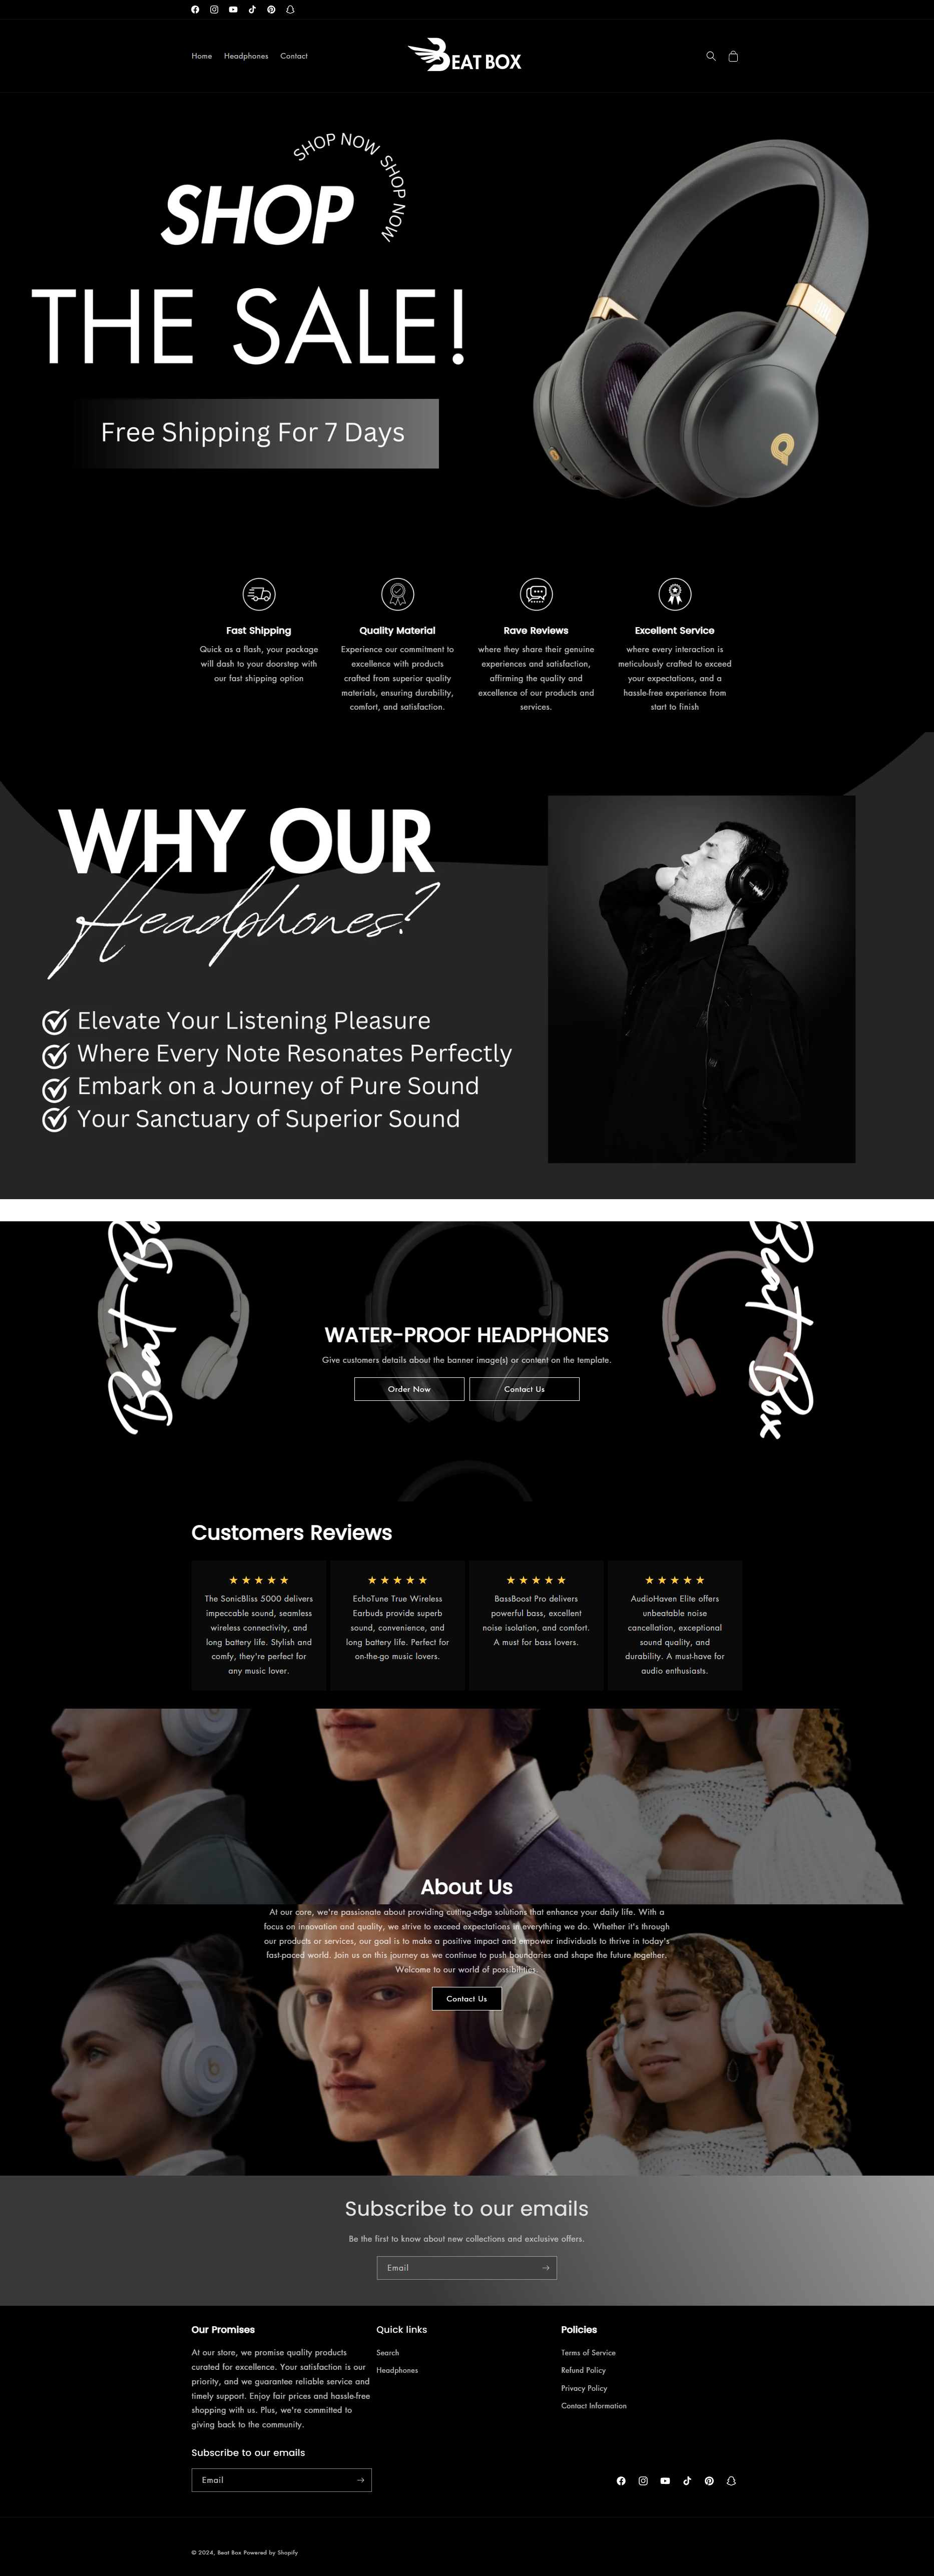 Home Headphones Contact
BEAT BOX
SHOP NOW SHOP NOW
SHOP
THE SALE!
Free Shipping For 7 Days
JBL
Fast Shipping
Quick as a flash, your package
will dash to your doorstep with
our fast shipping option
Quality Material
Experience our commitment to
excellence with products
crafted from superior quality
materials, ensuring durability,
comfort, and satisfaction.
Rave Reviews
where they share their genuine
experiences and satisfaction,
affirming the quality and
excellence of our products and
services.
Excellent Service
where every interaction is
meticulously crafted to exceed
your expectations, and a
hassle-free experience from
start to finish
WHY OUR
Headphones?
Elevate Your Listening Pleasure
Where Every Note Resonates Perfectly
Embark on a Journey of Pure Sound
Your Sanctuary of Superior Sound
Beat Bo
Beat Box
WATER-PROOF HEADPHONES
Give customers details about the banner image(s) or content on the template.
Order Now
Contact Us
Customers Reviews
★ ★ ★ ★ ★
The SonicBliss 5000 delivers
impeccable sound, seamless
wireless connectivity, and
long battery life. Stylish and
comfy, they're perfect for
any music lover.
★ ★ ★ ★ ★
EchoTune True Wireless
Earbuds provide superb
sound, convenience, and
long battery life. Perfect for
on-the-go music lovers.
★ ★ ★ ★ ★
BassBoost Pro delivers
powerful bass, excellent
noise isolation, and comfort.
A must for bass lovers.
★ ★ ★ ★ ★
AudioHaven Elite offers
unbeatable noise
cancellation, exceptional
sound quality, and
durability. A must-have for
audio enthusiasts.
About Us
At our core, we're passionate about providing cutting-edge solutions that enhance your daily life. With a
focus on innovation and quality, we strive to exceed expectations in everything we do. Whether it's through
our products or services, our goal is to make a positive impact and empower individuals to thrive in today's
fast-paced world. Join us on this journey as we continue to push boundaries and shape the future together.
Welcome to our world of possibilities.
Contact Us
Subscribe to our emails
Be the first to know about new collections and exclusive offers.
Email
Our Promises
At our store, we promise quality products
curated for excellence. Your satisfaction is our
priority, and we guarantee reliable service and
timely support. Enjoy fair prices and hassle-free
shopping with us. Plus, we're committed to
giving back to the community.
Quick links
Search
Headphones
Policies
Terms of Service
Refund Policy
Privacy Policy
Contact Information
Subscribe to our emails
Email
© 2024, Beat Box Powered by Shopify